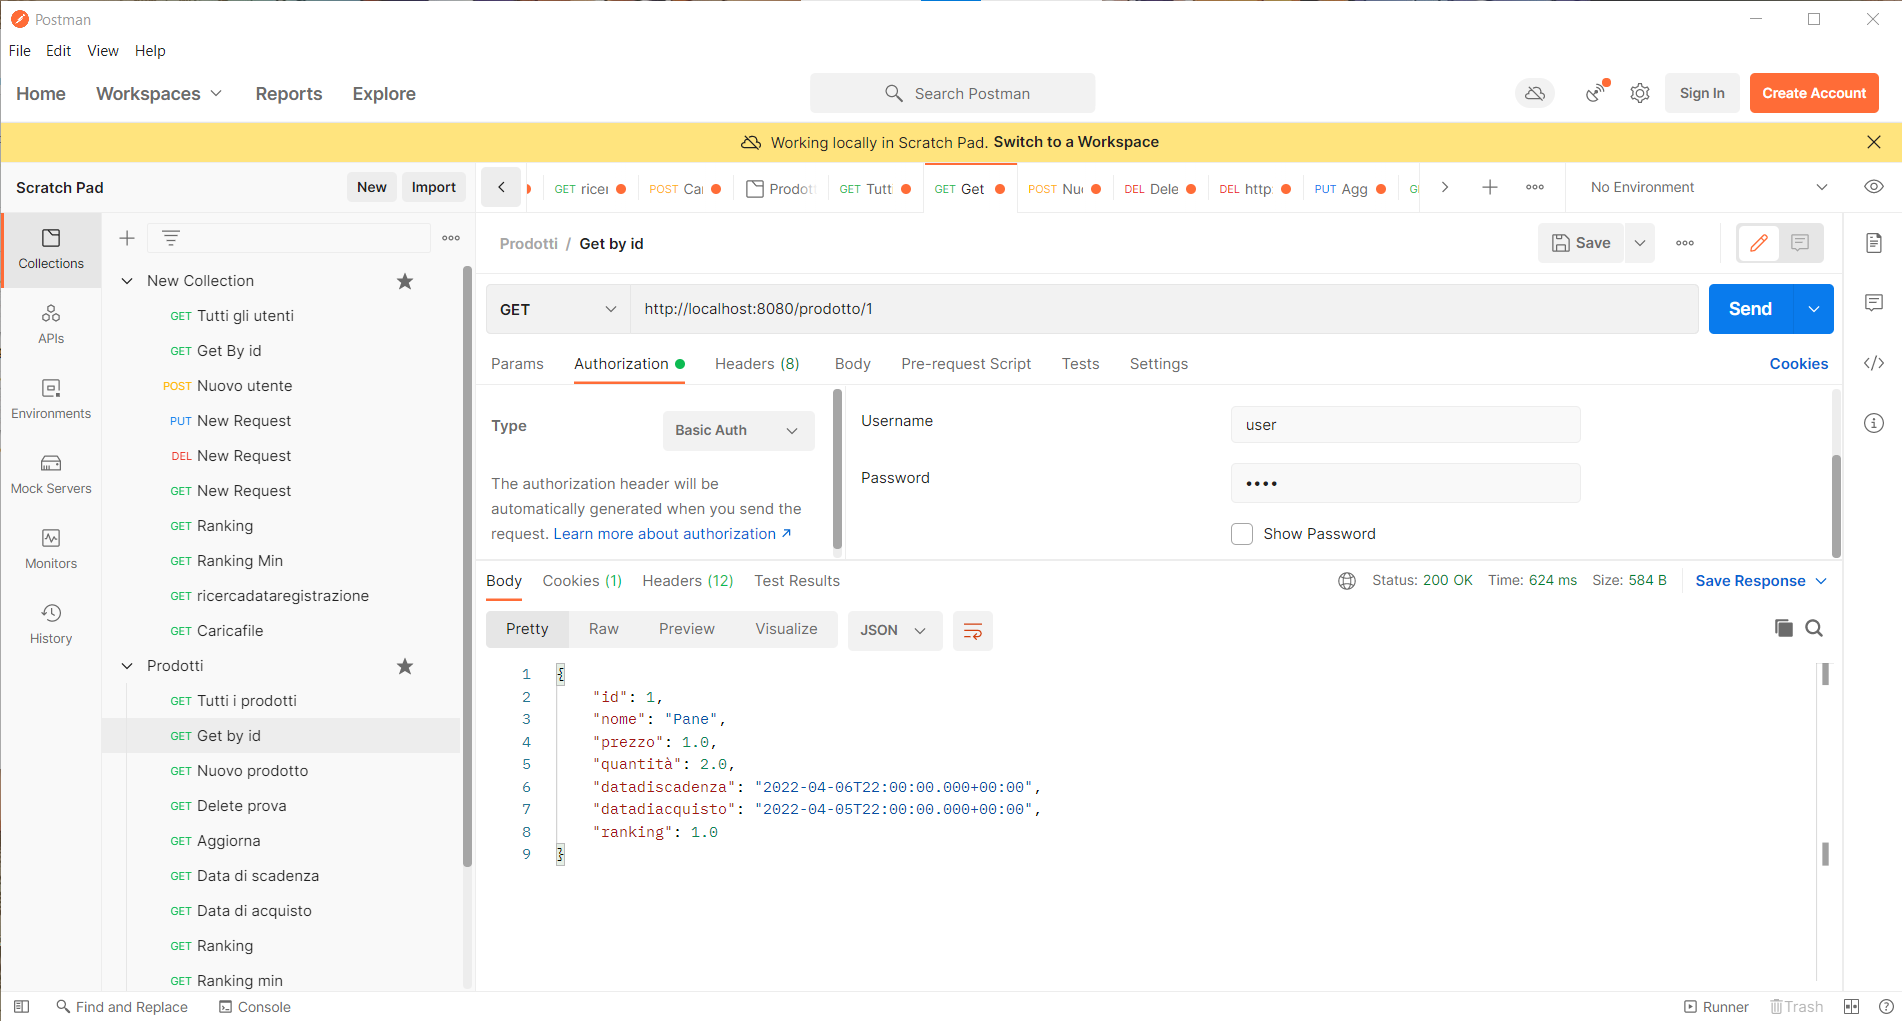 Postman
File Edit View Help
Home Workspaces Reports Explore
Search Postman
Sign In
Create Account
Working locally in Scratch Pad. Switch to a Workspace
Scratch Pad
New
Import
GET ricer
POST Ca
Prodot
GET Tutti
GET Get
POST Nu
DEL Dele
DEL http:
PUT Agg
No Environment
Collections
APIs
Environments
Mock Servers
Monitors
History
New Collection
GET Tutti gli utenti
GET Get By id
POST Nuovo utente
PUT New Request
DEL New Request
GET New Request
GET Ranking
GET Ranking Min
GET ricercadataregistrazione
GET Caricafile
Prodotti
GET Tutti i prodotti
GET Get by id
GET Nuovo prodotto
GET Delete prova
GET Aggiorna
GET Data di scadenza
GET Data di acquisto
GET Ranking
GET Ranking min
Prodotti / Get by id
Save
GET
http://localhost:8080/prodotto/1
Send
Params Authorization Headers (8) Body Pre-request Script Tests Settings
Cookies
Type
Basic Auth
The authorization header will be
automatically generated when you send the
request. Learn more about authorization ↗
Username
user
Password
••••
Show Password
Body Cookies (1) Headers (12) Test Results
Status: 200 OK Time: 624 ms Size: 584 B
Save Response
Pretty Raw Preview Visualize
JSON
1 {
2 "id": 1,
3 "nome": "Pane",
4 "prezzo": 1.0,
5 "quantità": 2.0,
6 "datadiscadenza": "2022-04-06T22:00:00.000+00:00",
7 "datadiacquisto": "2022-04-05T22:00:00.000+00:00",
8 "ranking": 1.0
9 }
Find and Replace
Console
Runner
Trash